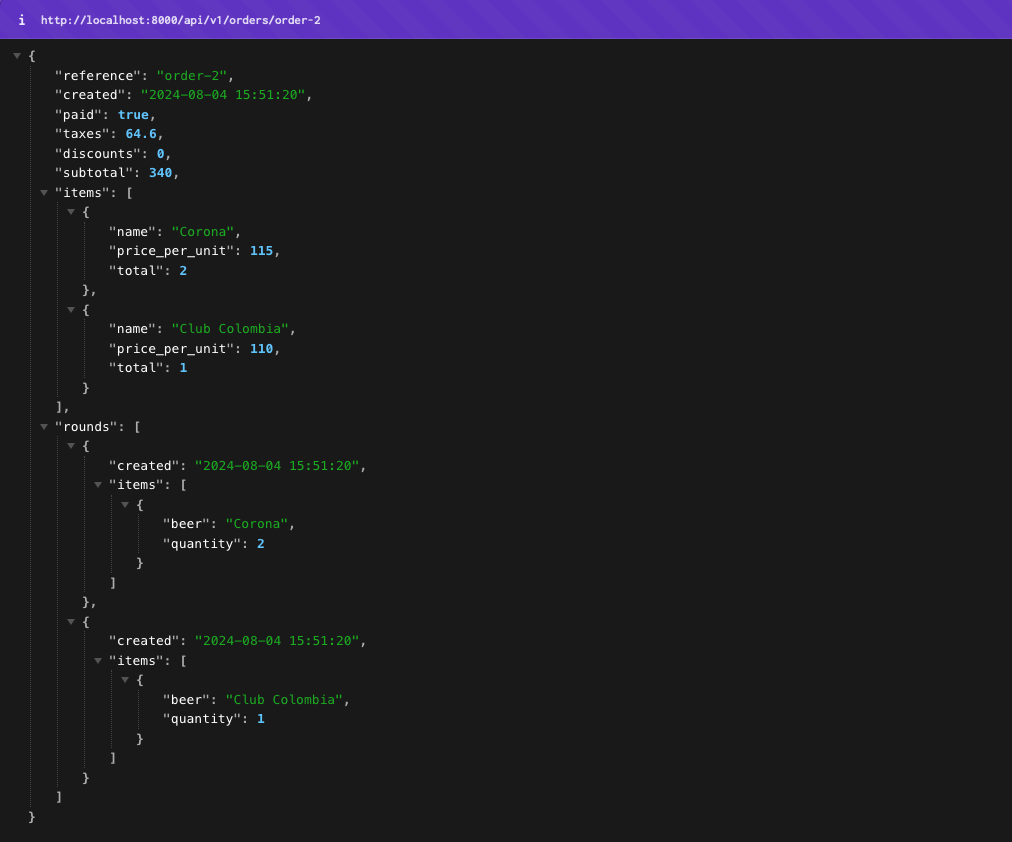 i http://localhost:8000/api/v1/orders/order-2
{
"reference": "order-2",
"created": "2024-08-04 15:51:20",
"paid": true,
"taxes": 64.6,
"discounts": 0,
"subtotal": 340,
"items": [
{
"name": "Corona",
"price_per_unit": 115,
"total": 2
},
{
"name": "Club Colombia",
"price_per_unit": 110,
"total": 1
}
],
"rounds": [
{
"created": "2024-08-04 15:51:20",
"items": [
{
"beer": "Corona",
"quantity": 2
}
]
},
{
"created": "2024-08-04 15:51:20",
"items": [
{
"beer": "Club Colombia",
"quantity": 1
}
]
}
]
}